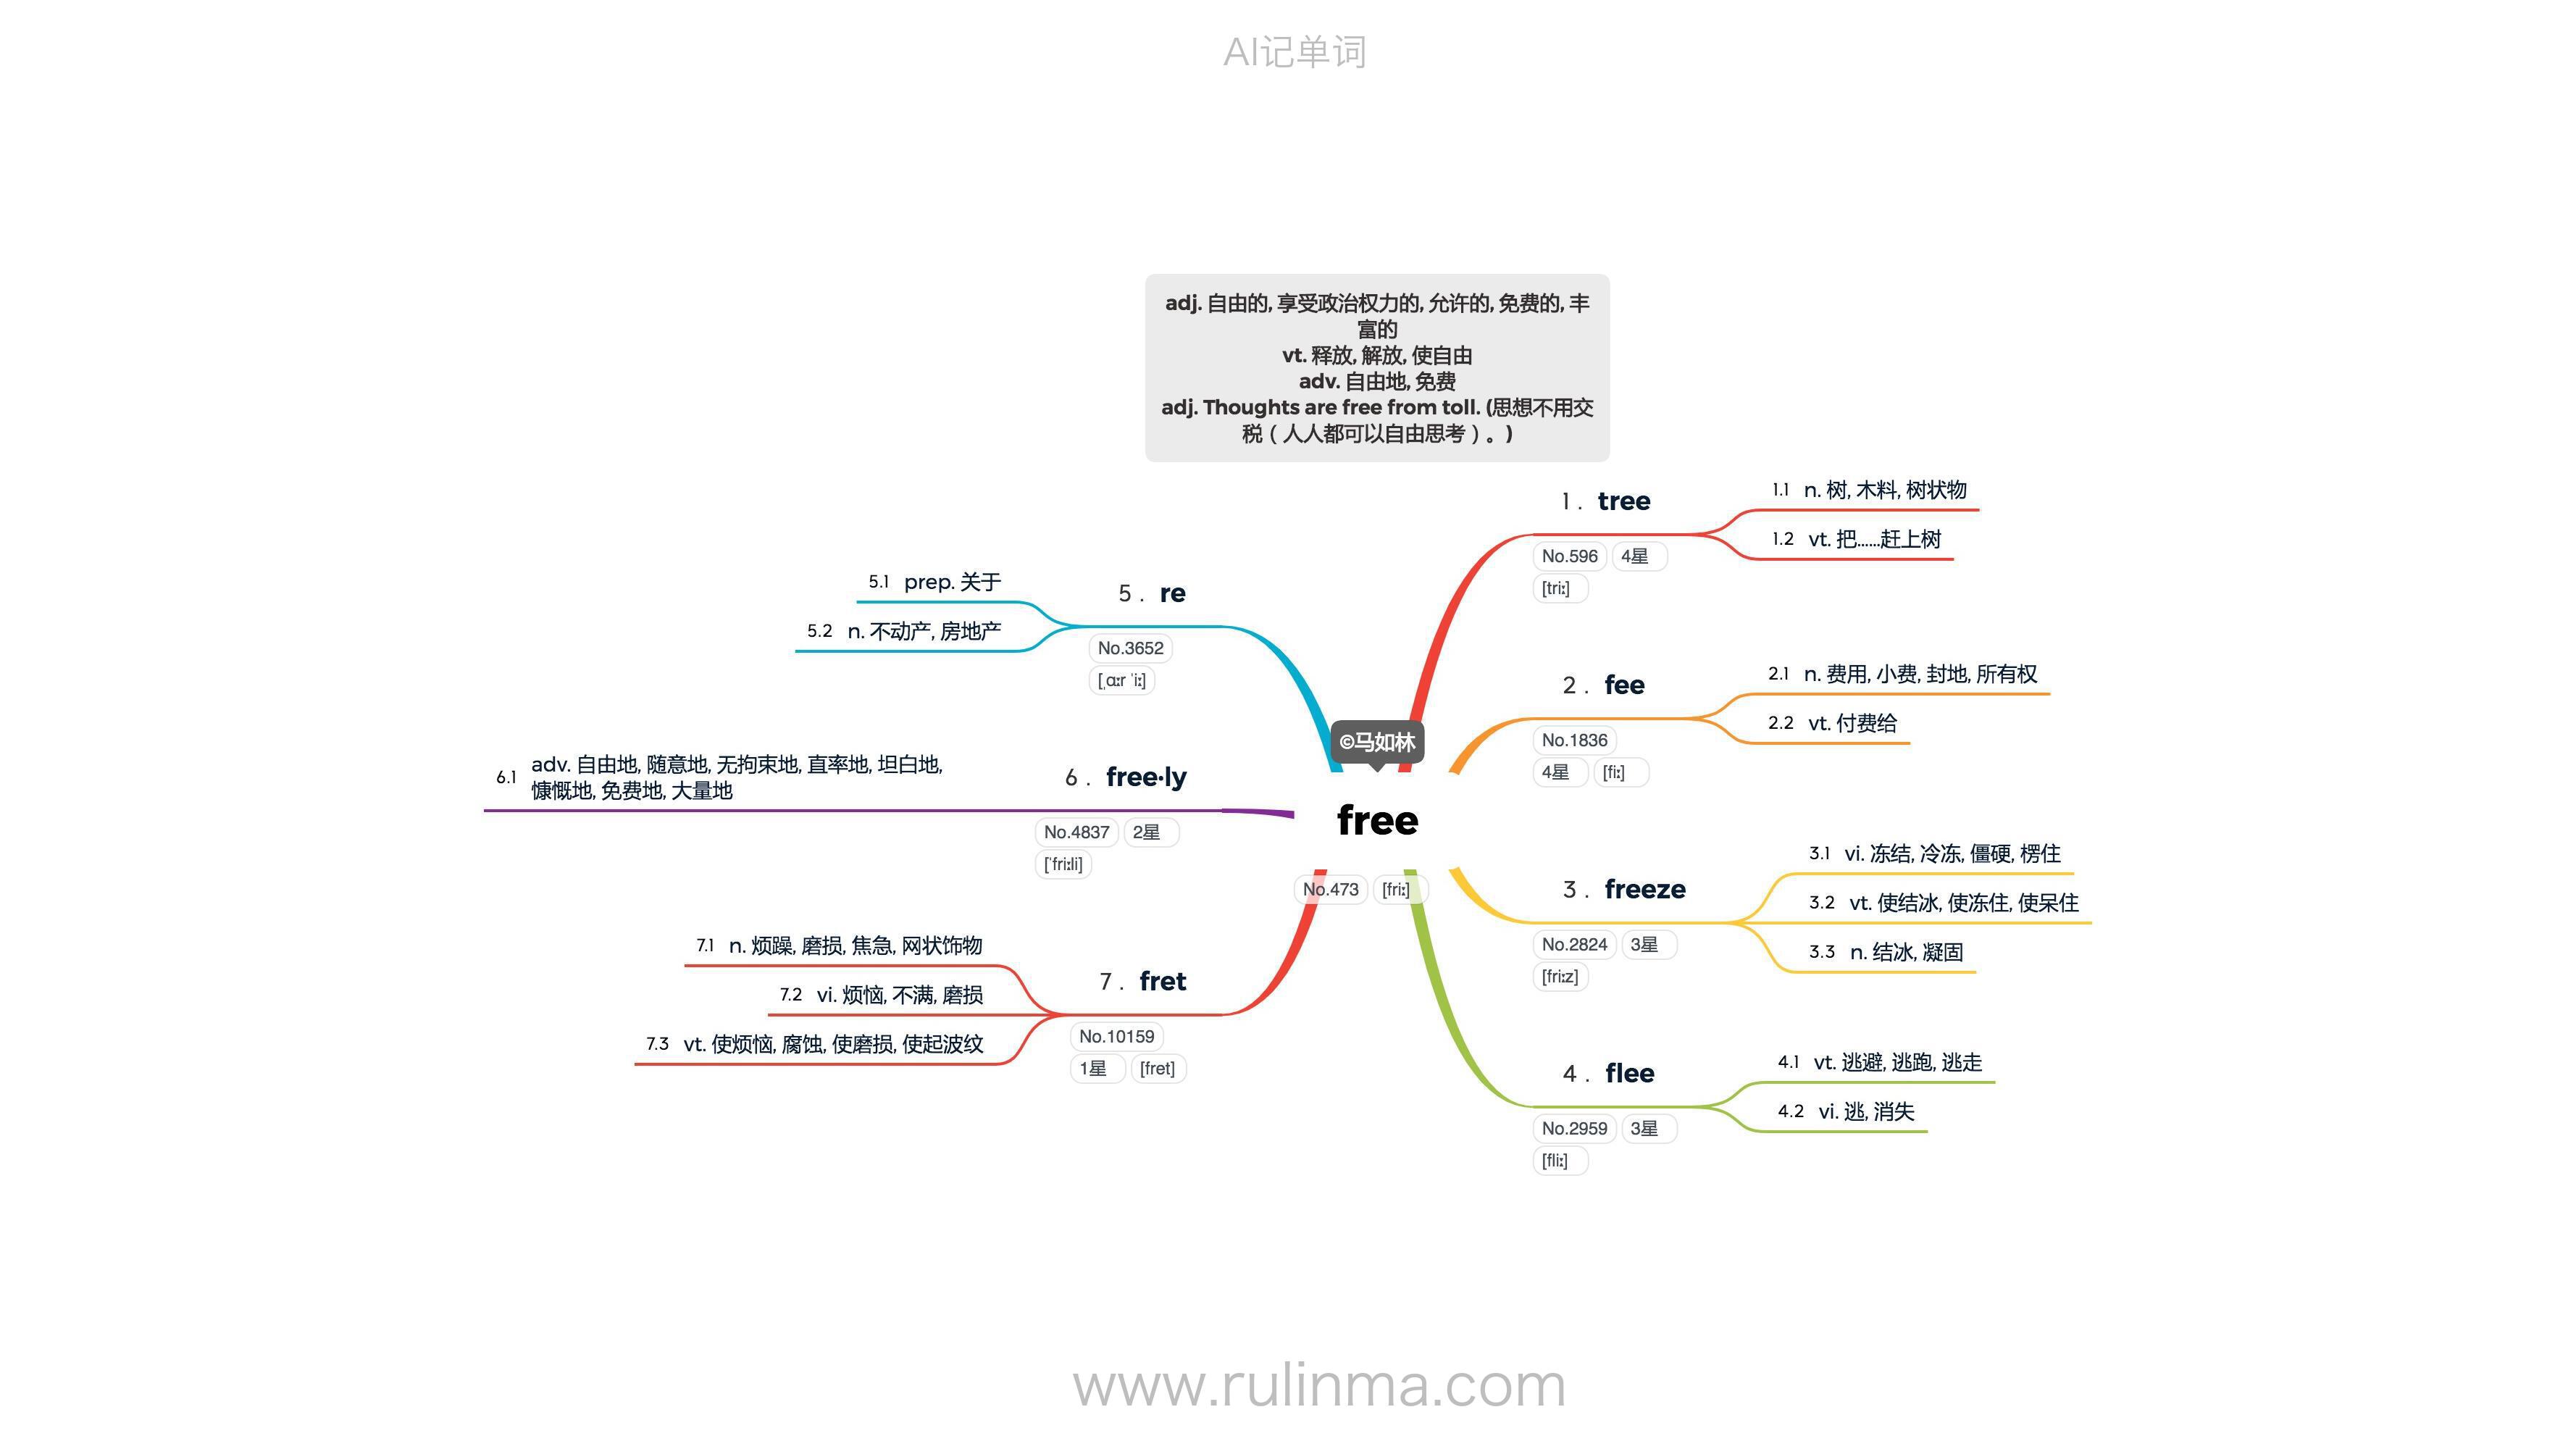 AI记单词
adj. 自由的, 享受政治权力的, 允许的, 免费的, 丰
富的
vt. 释放, 解放, 使自由
adv. 自由地, 免费
adj. Thoughts are free from toll. (思想不用交
税（人人都可以自由思考）。)
©马如林
free
No.473 [friː]
1 . tree
No.596 4星
[triː]
1.1 n. 树, 木料, 树状物
1.2 vt. 把……赶上树
2 . fee
No.1836
4星 [fiː]
2.1 n. 费用, 小费, 封地, 所有权
2.2 vt. 付费给
3 . freeze
No.2824 3星
[friːz]
3.1 vi. 冻结, 冷冻, 僵硬, 楞住
3.2 vt. 使结冰, 使冻住, 使呆住
3.3 n. 结冰, 凝固
4 . flee
No.2959 3星
[fliː]
4.1 vt. 逃避, 逃跑, 逃走
4.2 vi. 逃, 消失
5 . re
No.3652
[ˌɑːr ˈiː]
5.1 prep. 关于
5.2 n. 不动产, 房地产
6 . free·ly
No.4837 2星
[ˈfriːli]
6.1 adv. 自由地, 随意地, 无拘束地, 直率地, 坦白地,
慷慨地, 免费地, 大量地
7 . fret
No.10159
1星 [fret]
7.1 n. 烦躁, 磨损, 焦急, 网状饰物
7.2 vi. 烦恼, 不满, 磨损
7.3 vt. 使烦恼, 腐蚀, 使磨损, 使起波纹
www.rulinma.com